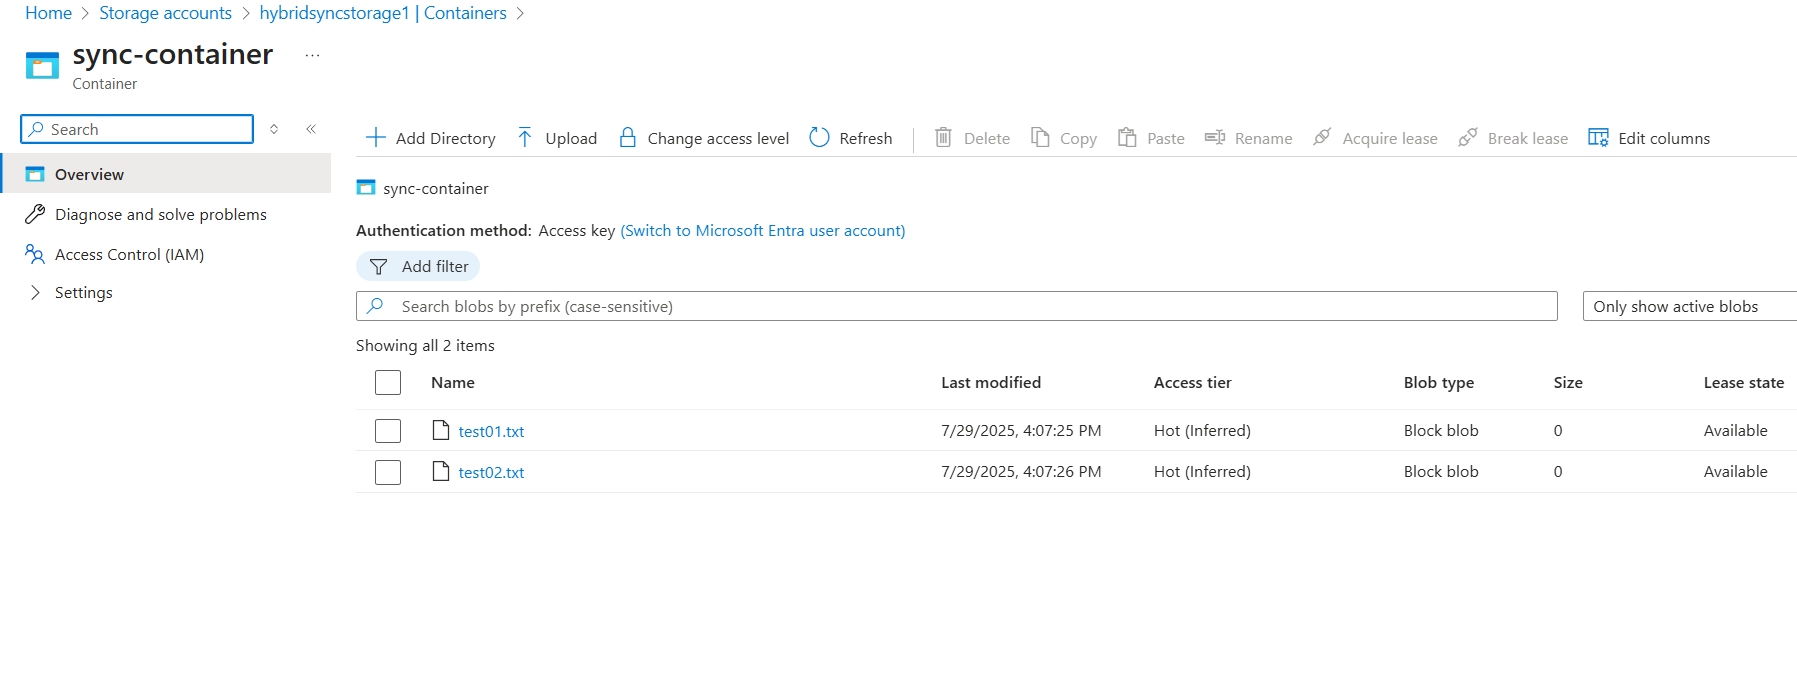 Home > Storage accounts > hybridsyncstorage1 | Containers >
sync-container ...
Container
Search
Overview
Diagnose and solve problems
Access Control (IAM)
Settings
Add Directory Upload Change access level Refresh Delete Copy Paste Rename Acquire lease Break lease Edit columns
sync-container
Authentication method: Access key (Switch to Microsoft Entra user account)
Add filter
Search blobs by prefix (case-sensitive) Only show active blobs
Showing all 2 items
Name Last modified Access tier Blob type Size Lease state
test01.txt 7/29/2025, 4:07:25 PM Hot (Inferred) Block blob 0 Available
test02.txt 7/29/2025, 4:07:26 PM Hot (Inferred) Block blob 0 Available